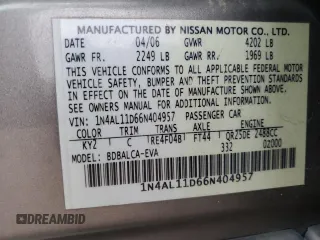 MANUFACTURED BY NISSAN MOTOR CO., LTD.
DATE 04/06 GVWR 4202 LB
GAWR FR. 2249 LB GAWR RR. 1969 LB
THIS VEHICLE CONFORMS TO ALL APPLICABLE FEDERAL MOTOR
VEHICLE SAFETY, BUMPER AND THEFT PREVENTION STANDARDS
IN EFFECT ON THE DATE OF MANUFACTURE SHOWN ABOVE.
SEE OWNERS MANUAL FOR ADDITIONAL INFORMATION.
VIN: 1N4AL11D66N404957 PASSENGER CAR
COLOR TRIM TRANS AXLE ENGINE
KY2 C RE4F04B FT44 QR25DE 2488CC
MODEL: BDBALCA-EVA 332 02000
1N4AL11D66N404957
DREAMBID